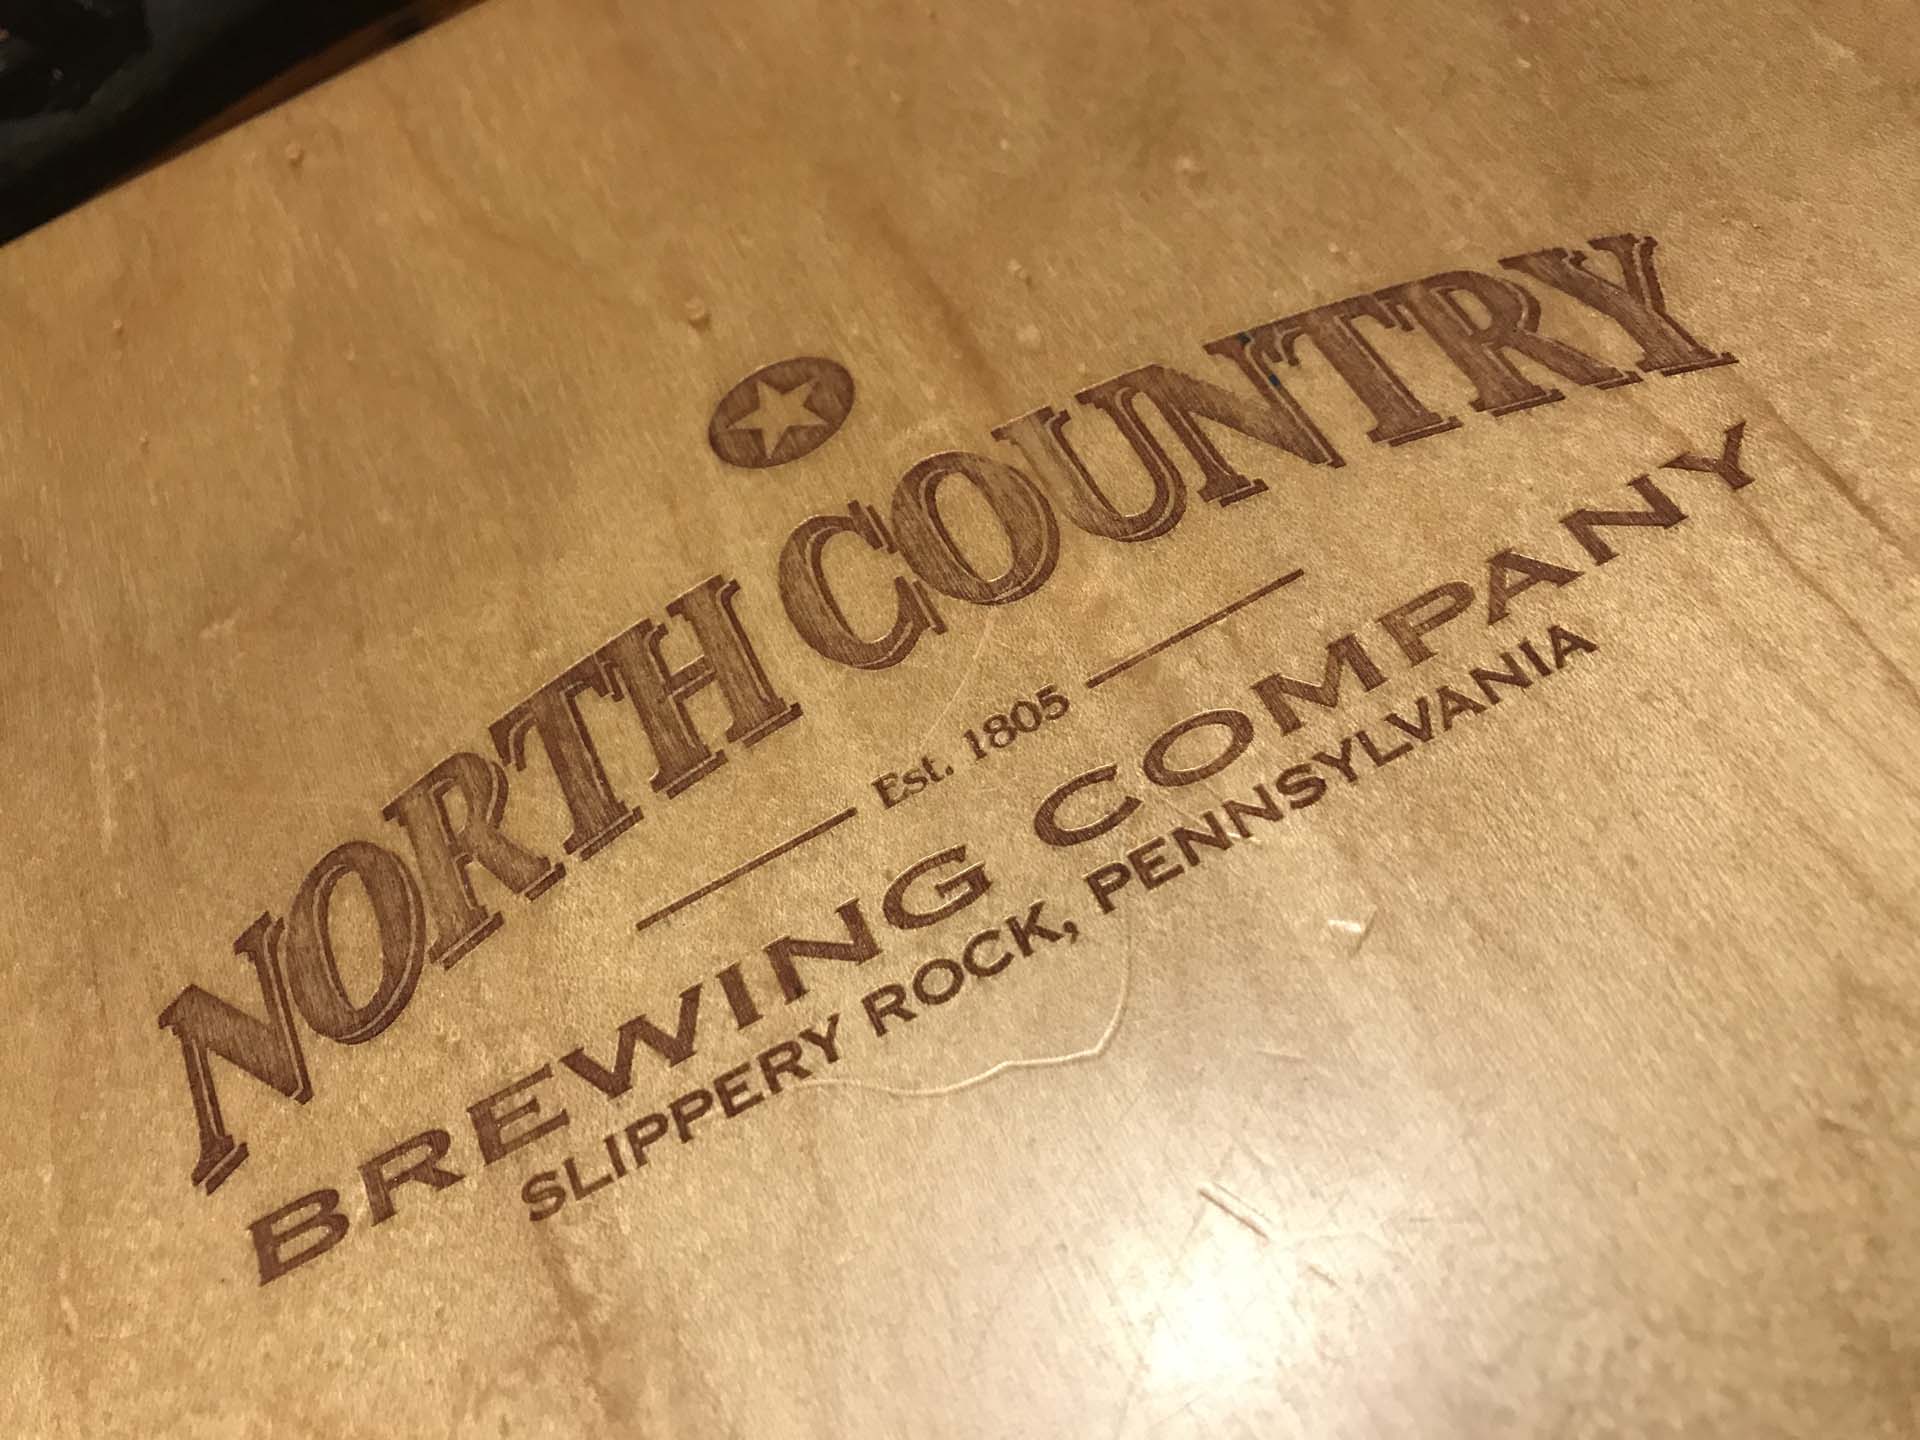 NORTH COUNTRY
Est. 1805
BREWING COMPANY
SLIPPERY ROCK, PENNSYLVANIA